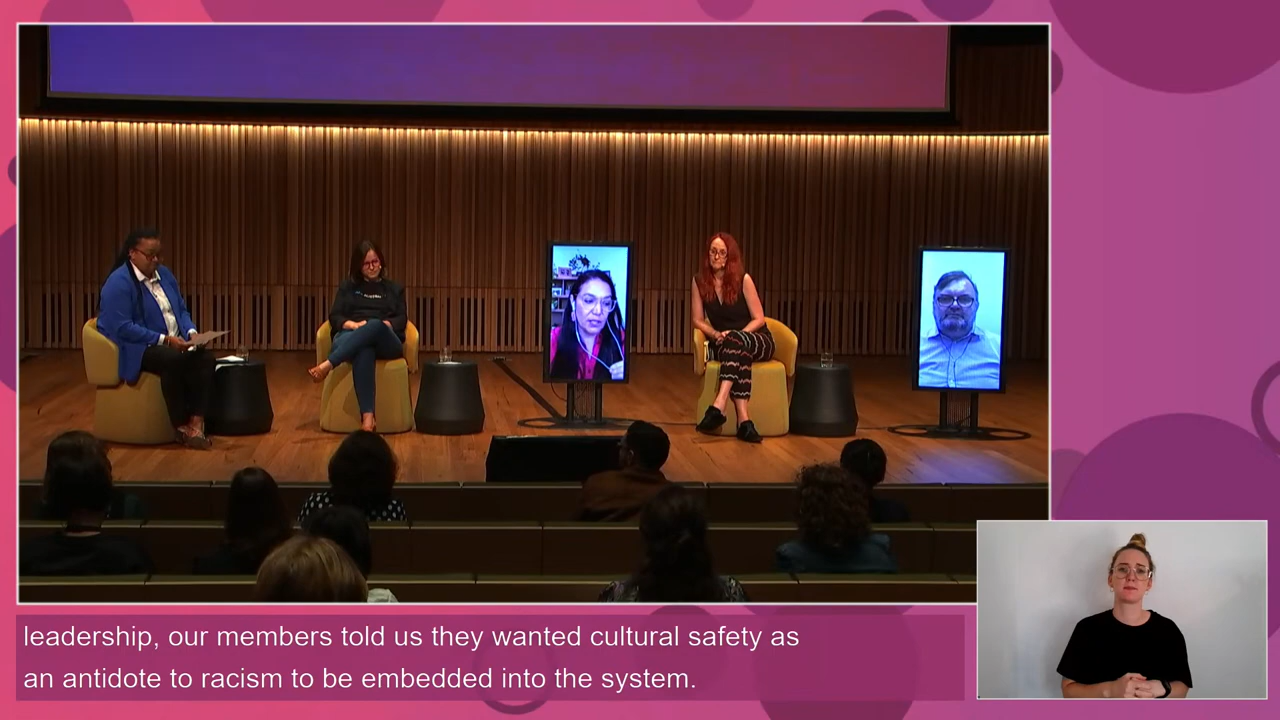 leadership, our members told us they wanted cultural safety as
an antidote to racism to be embedded into the system.